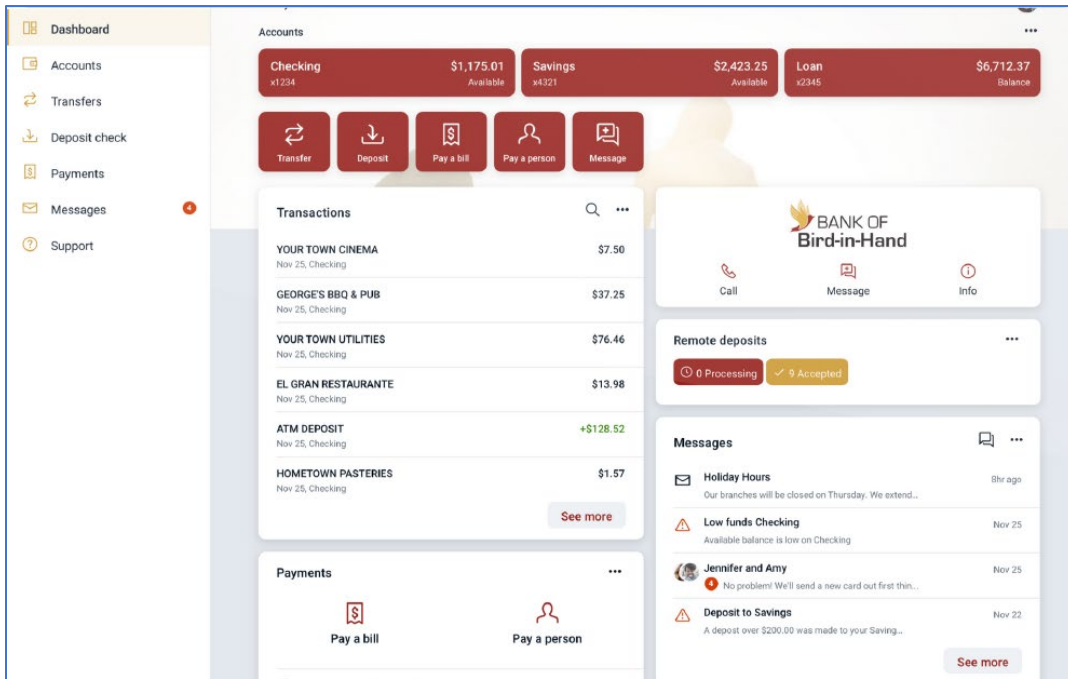 Dashboard
Accounts
Transfers
Deposit check
Payments
Messages 4
Support
Accounts
Checking $1,175.01
x1234 Available
Savings $2,423.25
x4321 Available
Loan $6,712.37
x2345 Balance
Transfer
Deposit
Pay a bill
Pay a person
Message
Transactions
YOUR TOWN CINEMA $7.50
Nov 25, Checking
GEORGE'S BBQ & PUB $37.25
Nov 25, Checking
YOUR TOWN UTILITIES $76.46
Nov 25, Checking
EL GRAN RESTAURANTE $13.98
Nov 25, Checking
ATM DEPOSIT +$128.52
Nov 25, Checking
HOMETOWN PASTERIES $1.57
Nov 25, Checking
See more
Payments
Pay a bill
Pay a person
BANK OF
Bird-in-Hand
Call
Message
Info
Remote deposits
0 Processing
9 Accepted
Messages
Holiday Hours 8hr ago
Our branches will be closed on Thursday. We extend...
Low funds Checking Nov 25
Available balance is low on Checking
Jennifer and Amy Nov 25
4 No problem! We'll send a new card out first thin...
Deposit to Savings Nov 22
A depost over $200.00 was made to your Saving...
See more